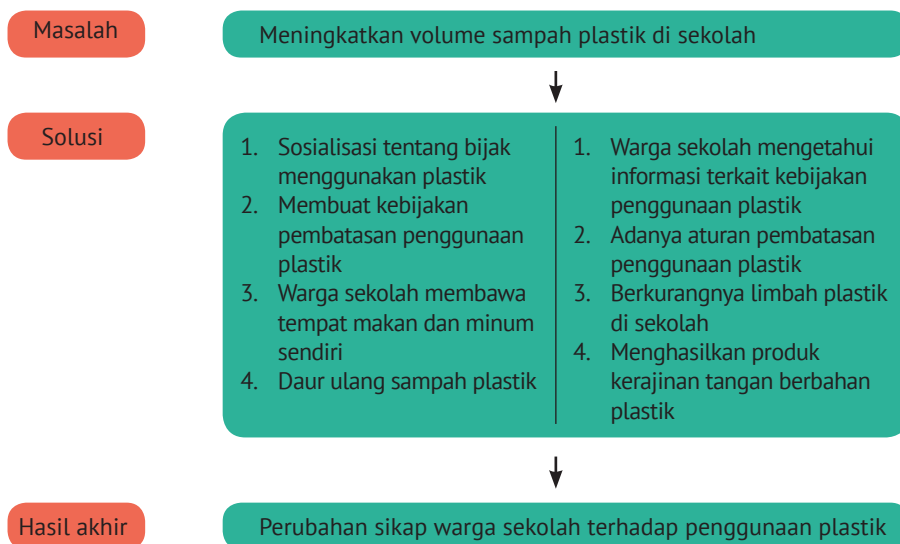 Masalah
Meningkatkan volume sampah plastik di sekolah
Solusi
1. Sosialisasi tentang bijak
menggunakan plastik
2. Membuat kebijakan
pembatasan penggunaan
plastik
3. Warga sekolah membawa
tempat makan dan minum
sendiri
4. Daur ulang sampah plastik
1. Warga sekolah mengetahui
informasi terkait kebijakan
penggunaan plastik
2. Adanya aturan pembatasan
penggunaan plastik
3. Berkurangnya limbah plastik
di sekolah
4. Menghasilkan produk
kerajinan tangan berbahan
plastik
Hasil akhir
Perubahan sikap warga sekolah terhadap penggunaan plastik